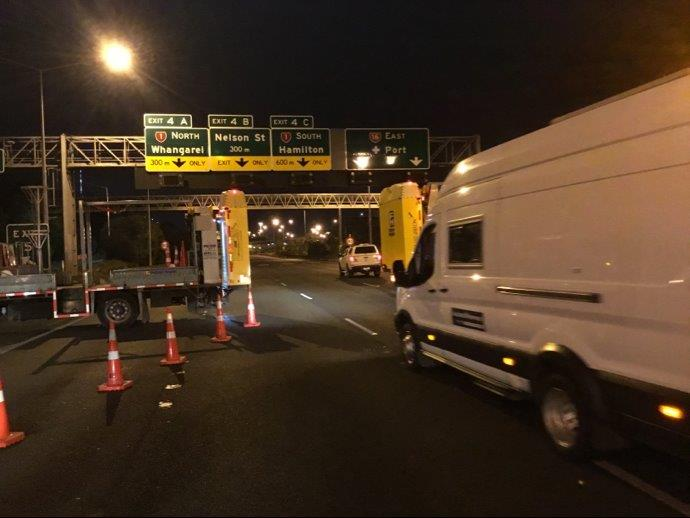 EXIT 4 A
1 NORTH
Whangarei
300 m ONLY
EXIT 4 B
Nelson St
300 m
EXIT ONLY
EXIT 4 C
1 SOUTH
Hamilton
600 m ONLY
16 EAST
Port